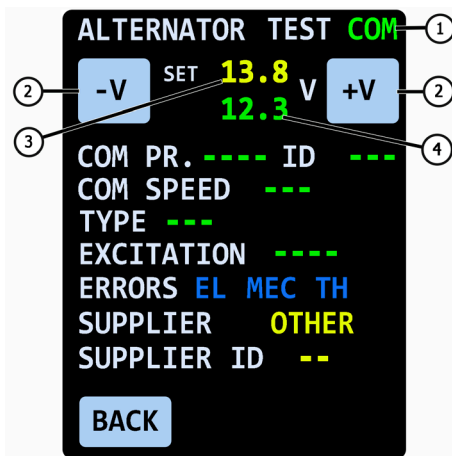 ALTERNATOR TEST COM 1
2 -V SET 13.8 V +V 2
3 12.3 4
COM PR. ---- ID ---
COM SPEED ---
TYPE ---
EXCITATION ----
ERRORS EL MEC TH
SUPPLIER OTHER
SUPPLIER ID --
BACK